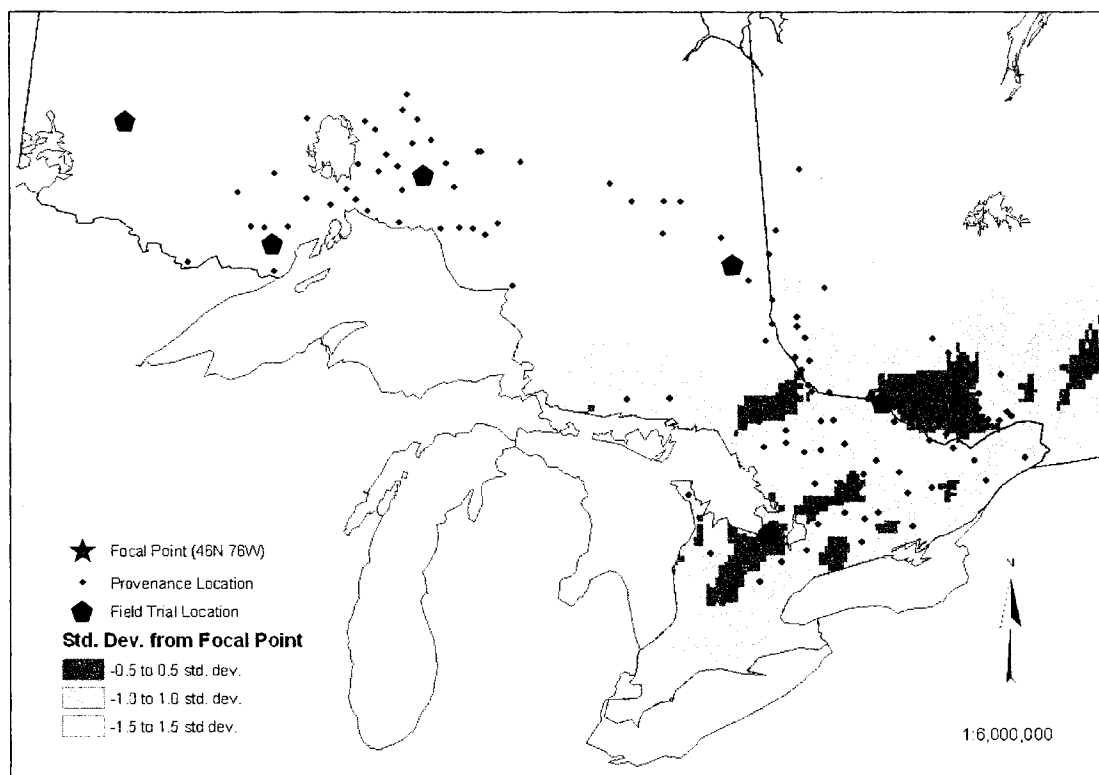 Focal Point (46N 76W)
Provenance Location
Field Trial Location
Std. Dev. from Focal Point
-0.5 to 0.5 std. dev.
-1.0 to 1.0 std. dev.
-1.5 to 1.5 std dev.
1:6,000,000